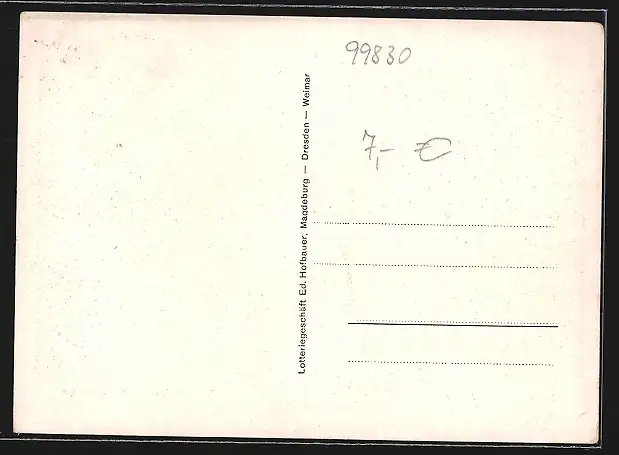 99830
7,- €
Lotteriegeschäft Ed. Hofbauer, Magdeburg — Dresden — Weimar